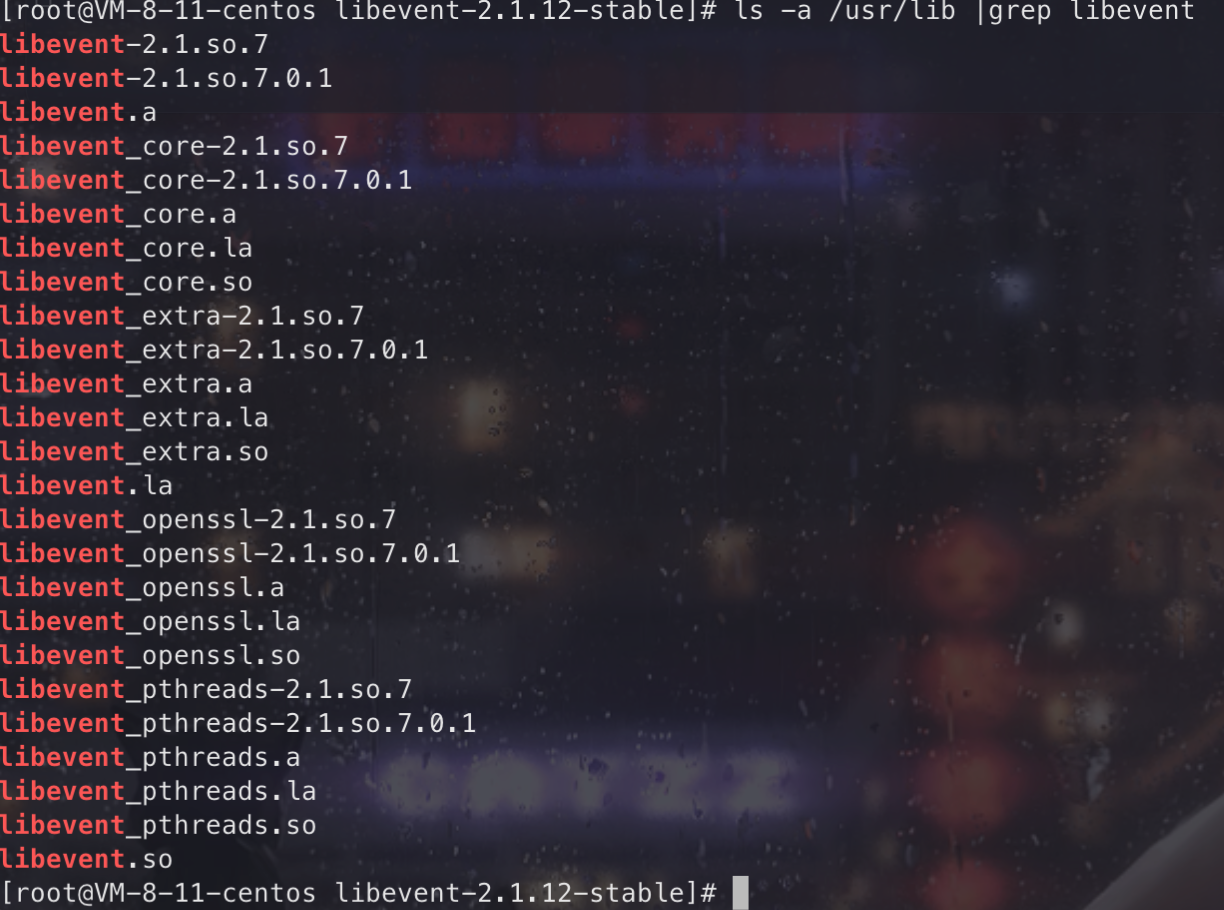 [root@VM-8-11-centos libevent-2.1.12-stable]# ls -a /usr/lib |grep libevent
libevent-2.1.so.7
libevent-2.1.so.7.0.1
libevent.a
libevent_core-2.1.so.7
libevent_core-2.1.so.7.0.1
libevent_core.a
libevent_core.la
libevent_core.so
libevent_extra-2.1.so.7
libevent_extra-2.1.so.7.0.1
libevent_extra.a
libevent_extra.la
libevent_extra.so
libevent.la
libevent_openssl-2.1.so.7
libevent_openssl-2.1.so.7.0.1
libevent_openssl.a
libevent_openssl.la
libevent_openssl.so
libevent_pthreads-2.1.so.7
libevent_pthreads-2.1.so.7.0.1
libevent_pthreads.a
libevent_pthreads.la
libevent_pthreads.so
libevent.so
[root@VM-8-11-centos libevent-2.1.12-stable]#